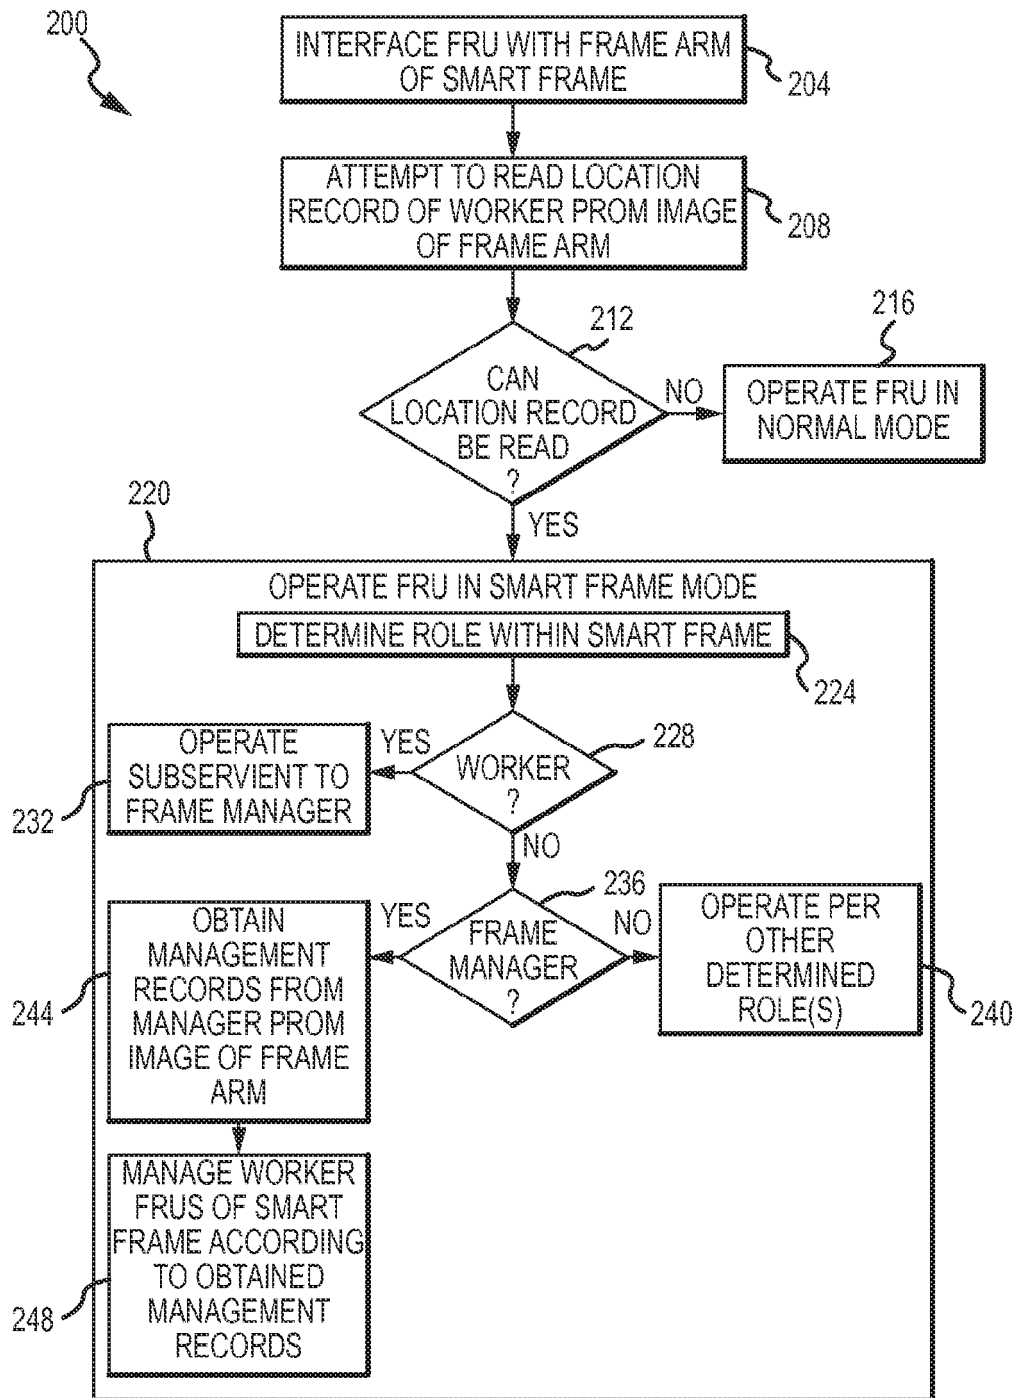 200
INTERFACE FRU WITH FRAME ARM
OF SMART FRAME
204
ATTEMPT TO READ LOCATION
RECORD OF WORKER PROM IMAGE
OF FRAME ARM
208
212
CAN
LOCATION RECORD
BE READ
?
NO
216
OPERATE FRU IN
NORMAL MODE
YES
220
OPERATE FRU IN SMART FRAME MODE
DETERMINE ROLE WITHIN SMART FRAME
224
WORKER
?
228
YES
OPERATE
SUBSERVIENT TO
FRAME MANAGER
232
NO
FRAME
MANAGER
?
236
NO
OPERATE PER
OTHER
DETERMINED
ROLE(S)
240
YES
OBTAIN
MANAGEMENT
RECORDS FROM
MANAGER PROM
IMAGE OF FRAME
ARM
244
MANAGE WORKER
FRUS OF SMART
FRAME ACCORDING
TO OBTAINED
MANAGEMENT
RECORDS
248